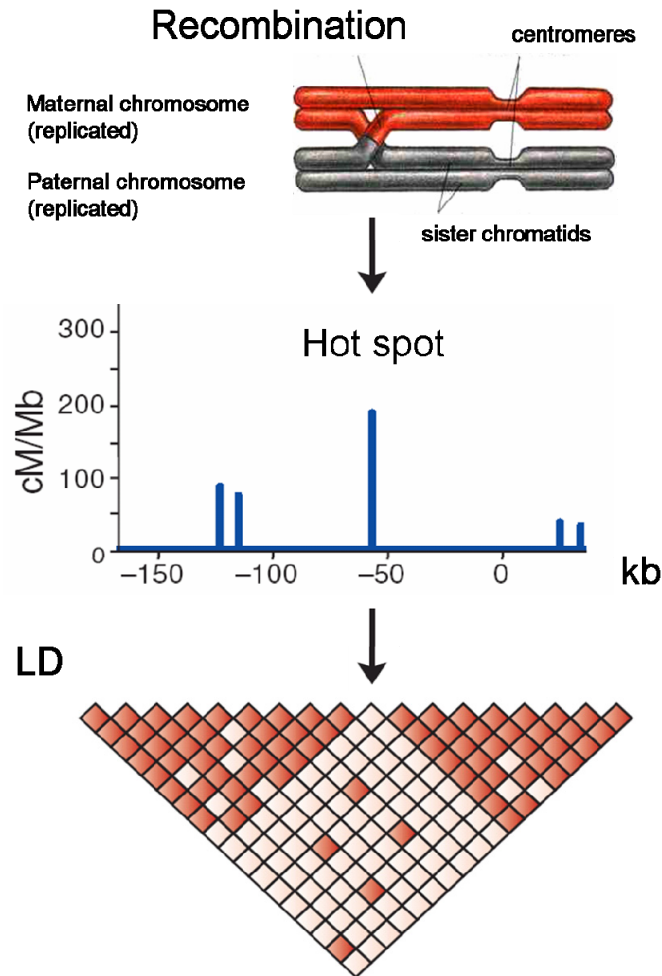 Recombination
centromeres
Maternal chromosome
(replicated)
Paternal chromosome
(replicated)
sister chromatids
300
Hot spot
200
cM/Mb
100
0
–150 –100 –50 0 kb
LD